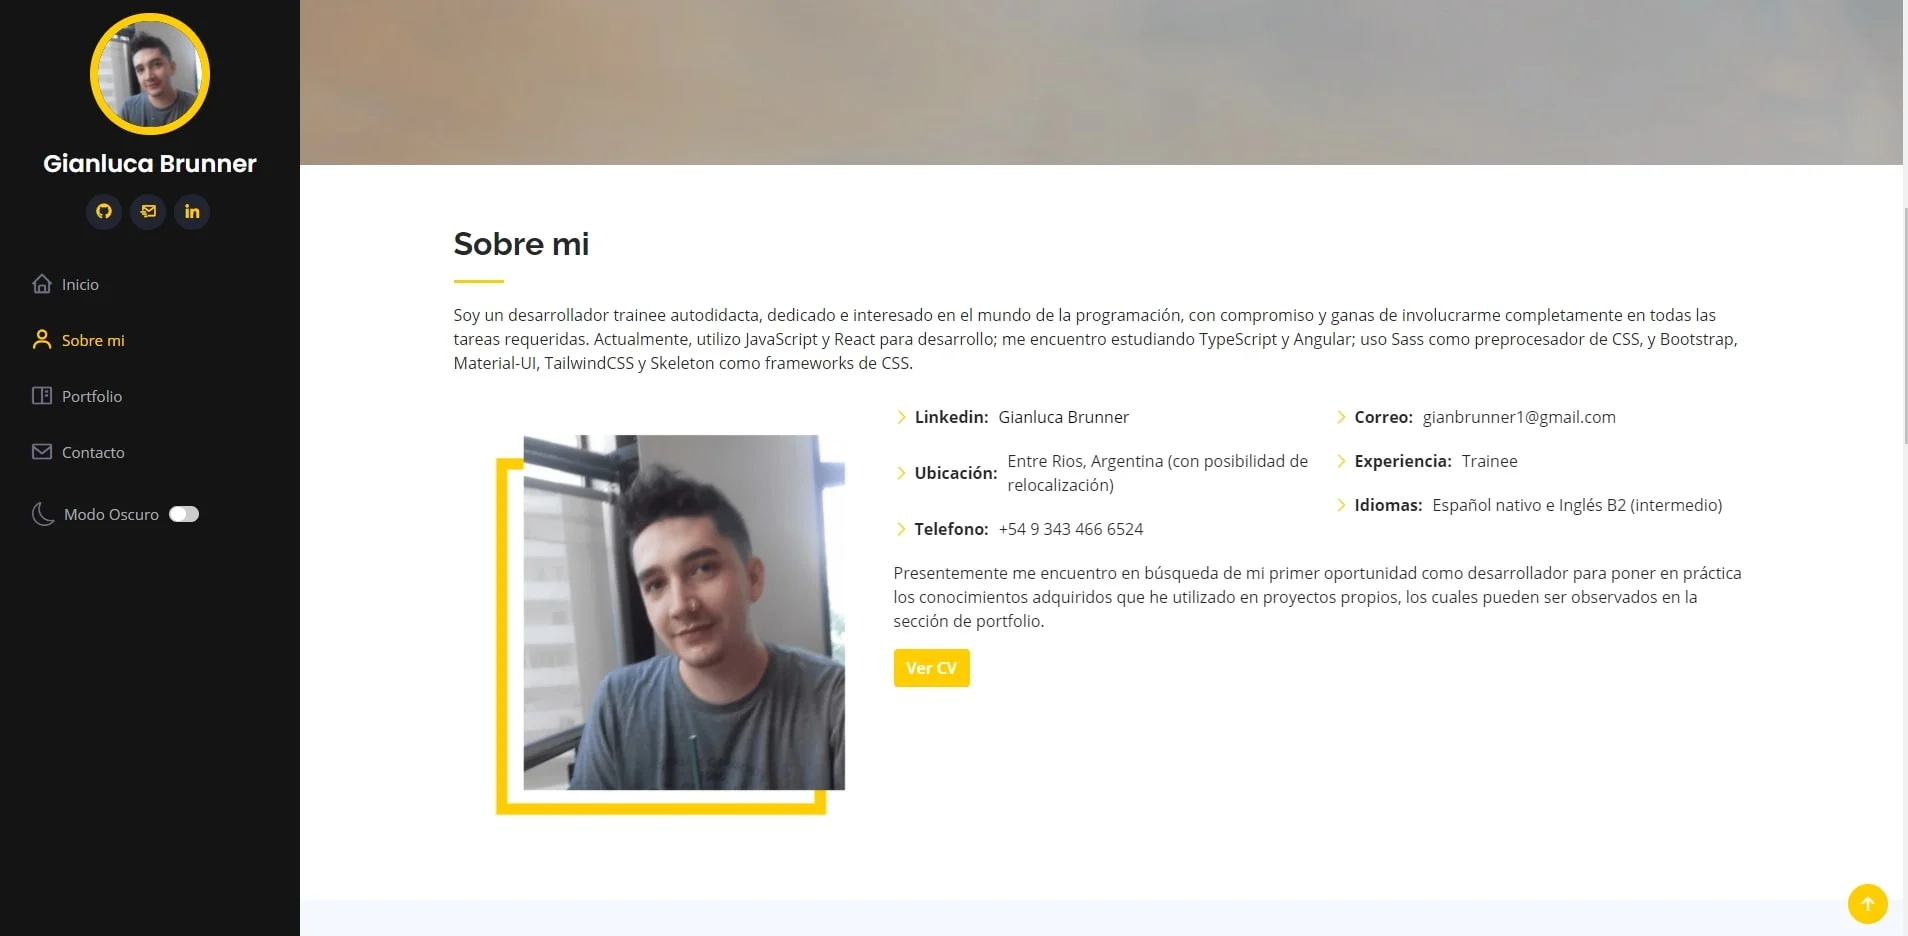 Gianluca Brunner
Inicio
Sobre mi
Portfolio
Contacto
Modo Oscuro
Sobre mi
Soy un desarrollador trainee autodidacta, dedicado e interesado en el mundo de la programación, con compromiso y ganas de involucrarme completamente en todas las
tareas requeridas. Actualmente, utilizo JavaScript y React para desarrollo; me encuentro estudiando TypeScript y Angular; uso Sass como preprocesador de CSS, y Bootstrap,
Material-UI, TailwindCSS y Skeleton como frameworks de CSS.
Linkedin: Gianluca Brunner
Ubicación: Entre Rios, Argentina (con posibilidad de
relocalización)
Telefono: +54 9 343 466 6524
Correo: gianbrunner1@gmail.com
Experiencia: Trainee
Idiomas: Español nativo e Inglés B2 (intermedio)
Presentemente me encuentro en búsqueda de mi primer oportunidad como desarrollador para poner en práctica
los conocimientos adquiridos que he utilizado en proyectos propios, los cuales pueden ser observados en la
sección de portfolio.
Ver CV